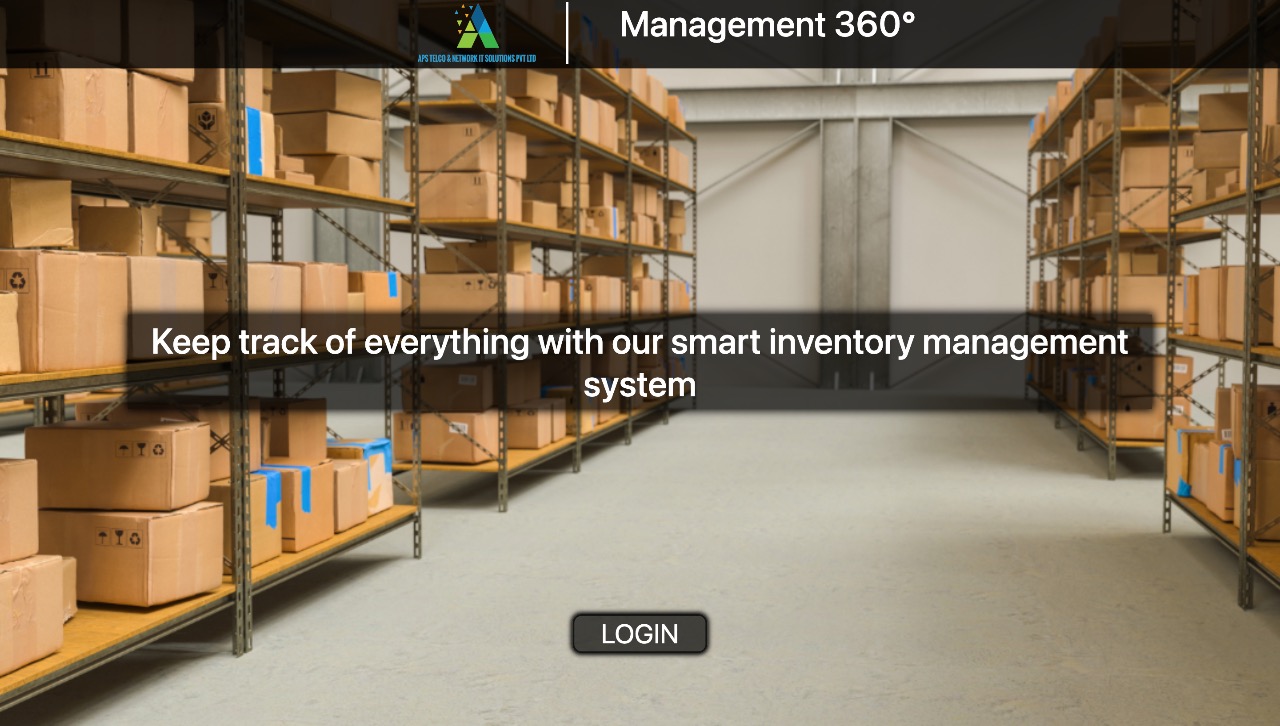 Management 360°
APS TELCO & NETWORK IT SOLUTIONS PVT LTD
Keep track of everything with our smart inventory management
system
LOGIN